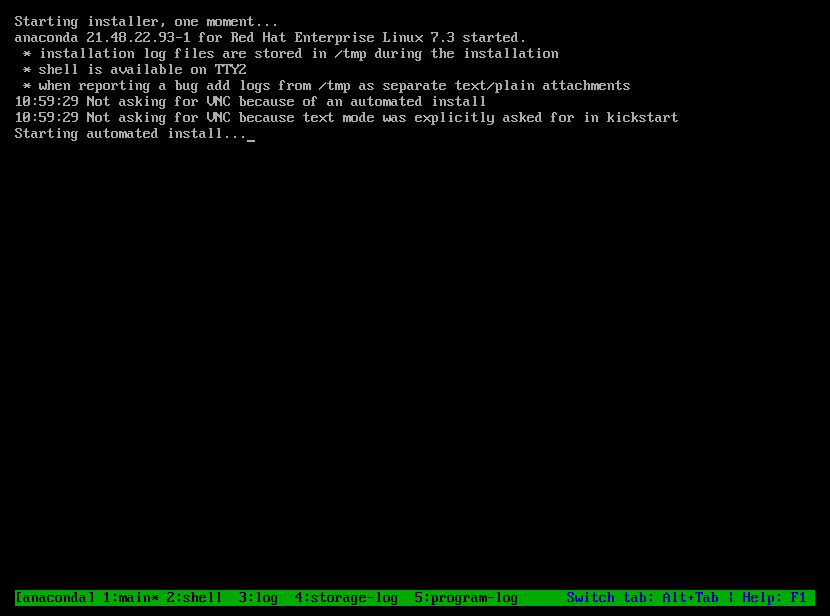 Starting installer, one moment...
anaconda 21.48.22.93-1 for Red Hat Enterprise Linux 7.3 started.
 * installation log files are stored in /tmp during the installation
 * shell is available on TTY2
 * when reporting a bug add logs from /tmp as separate text/plain attachments
10:59:29 Not asking for VNC because of an automated install
10:59:29 Not asking for VNC because text mode was explicitly asked for in kickstart
Starting automated install..._
[anaconda] 1:main* 2:shell  3:log  4:storage-log  5:program-log      Switch tab: Alt+Tab | Help: F1